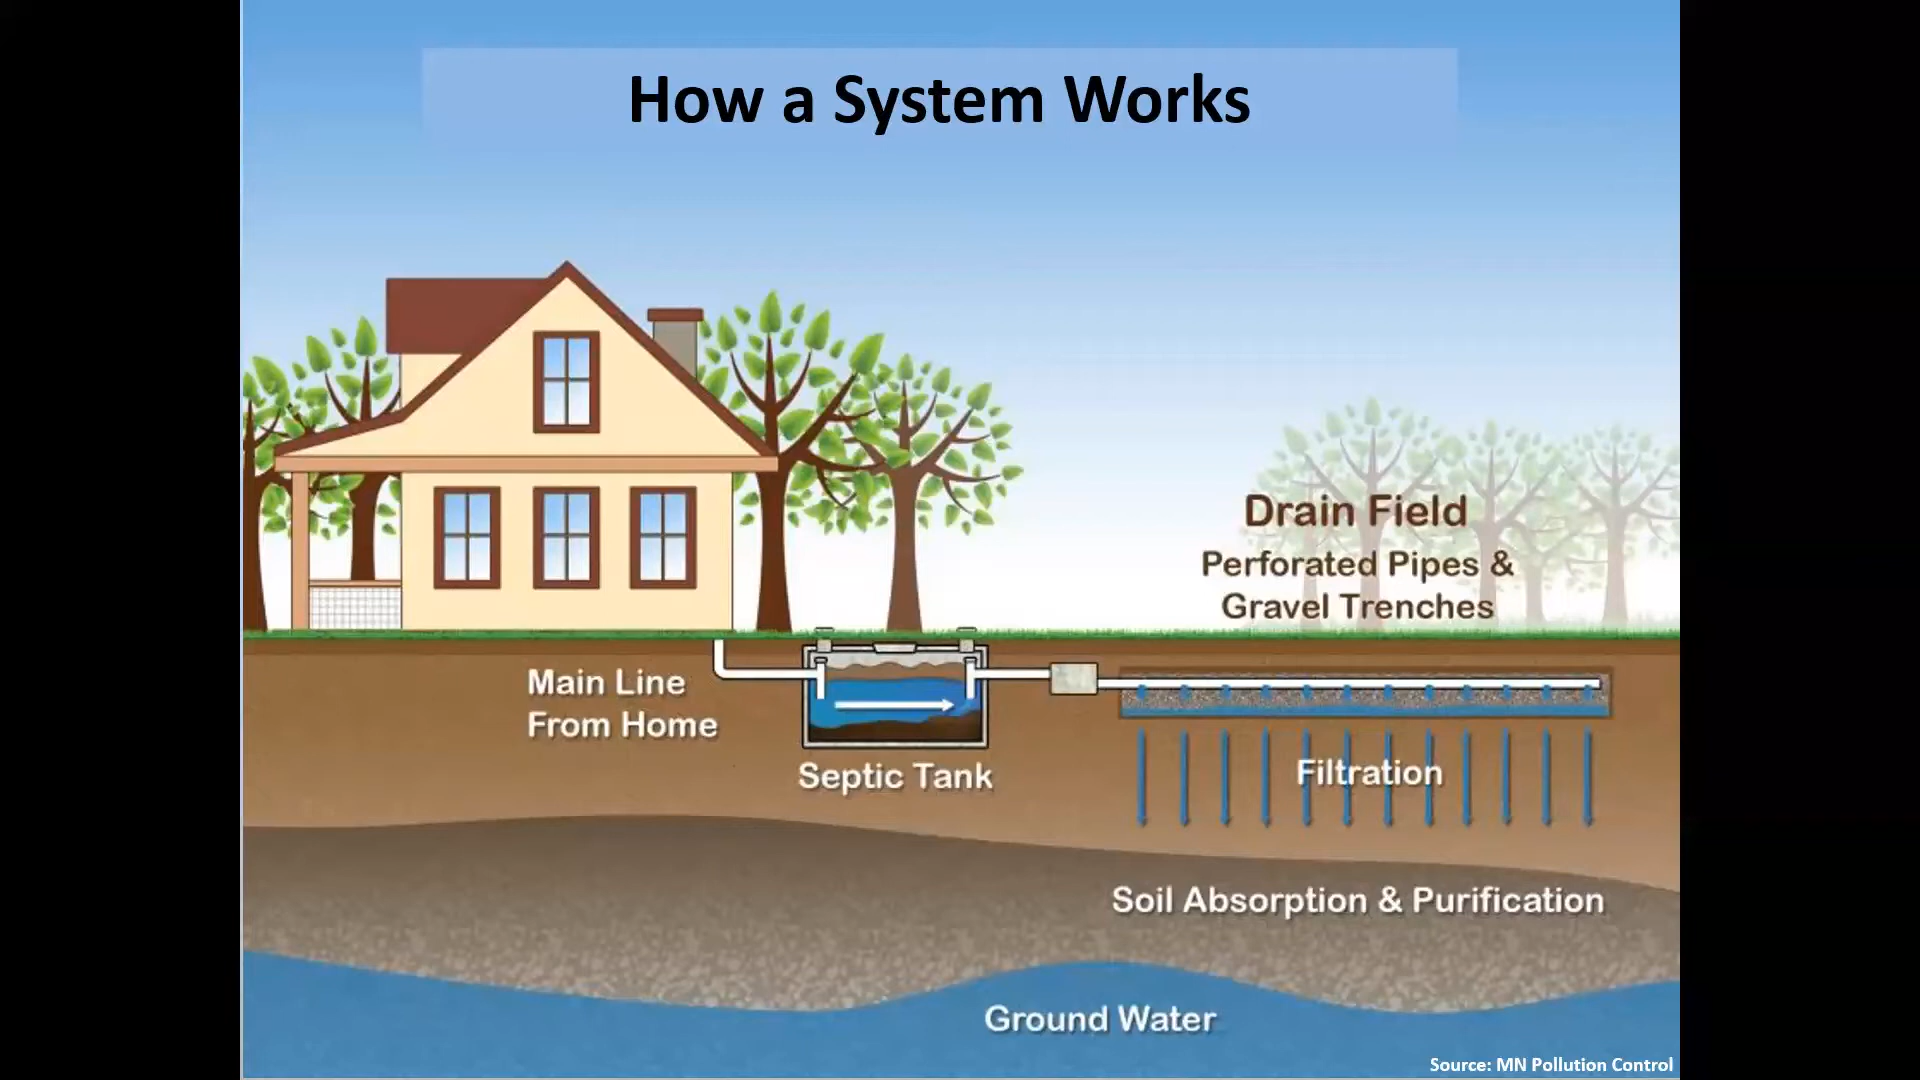 How a System Works
Drain Field
Perforated Pipes &
Gravel Trenches
Main Line
From Home
Septic Tank
Filtration
Soil Absorption & Purification
Ground Water
Source: MN Pollution Control